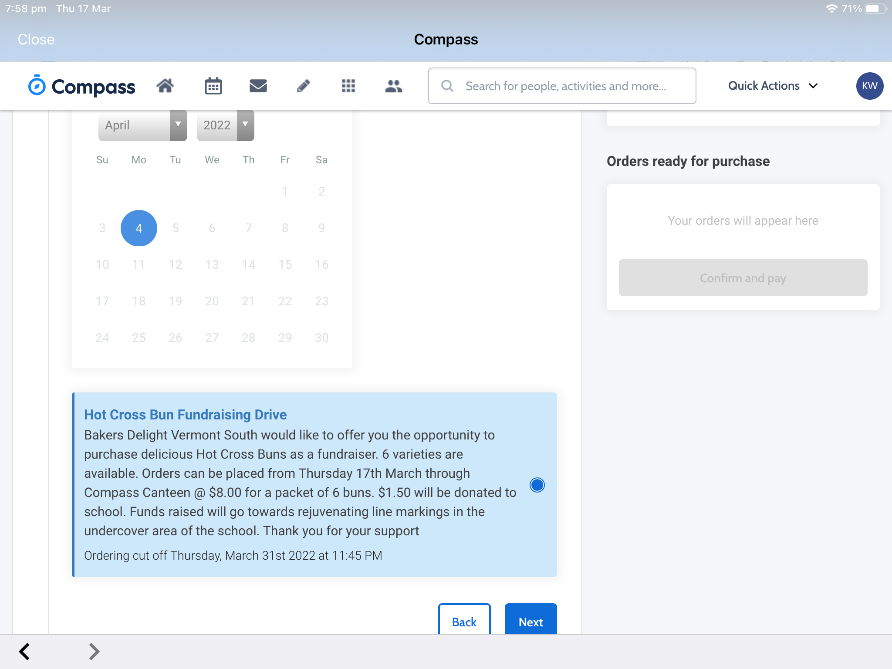 7:58 pm Thu 17 Mar
71%
Close
Compass
Compass
Search for people, activities and more...
Quick Actions
KW
April
2022
Su Mo Tu We Th Fr Sa
1 2
3 4 5 6 7 8 9
10 11 12 13 14 15 16
17 18 19 20 21 22 23
24 25 26 27 28 29 30
Hot Cross Bun Fundraising Drive
Bakers Delight Vermont South would like to offer you the opportunity to
purchase delicious Hot Cross Buns as a fundraiser. 6 varieties are
available. Orders can be placed from Thursday 17th March through
Compass Canteen @ $8.00 for a packet of 6 buns. $1.50 will be donated to
school. Funds raised will go towards rejuvenating line markings in the
undercover area of the school. Thank you for your support
Ordering cut off Thursday, March 31st 2022 at 11:45 PM
Back
Next
Orders ready for purchase
Your orders will appear here
Confirm and pay